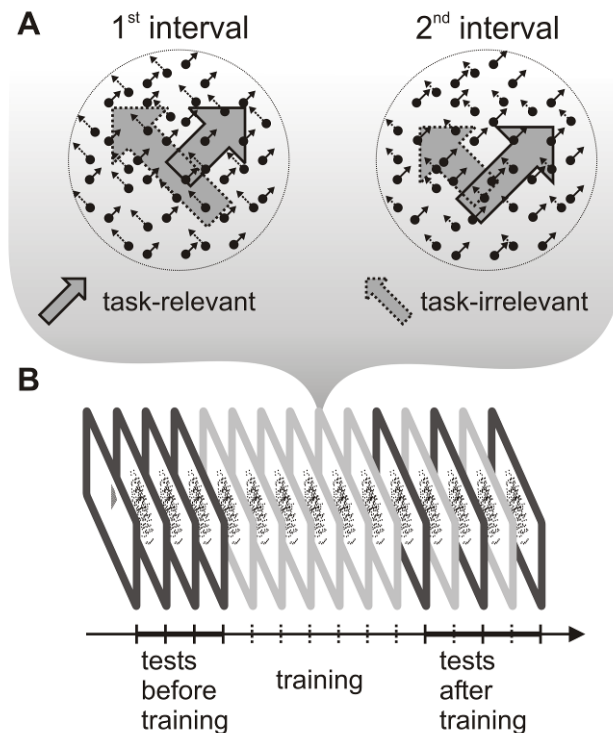 A
1st interval
2nd interval
task-relevant
task-irrelevant
B
tests
before
training
training
tests
after
training